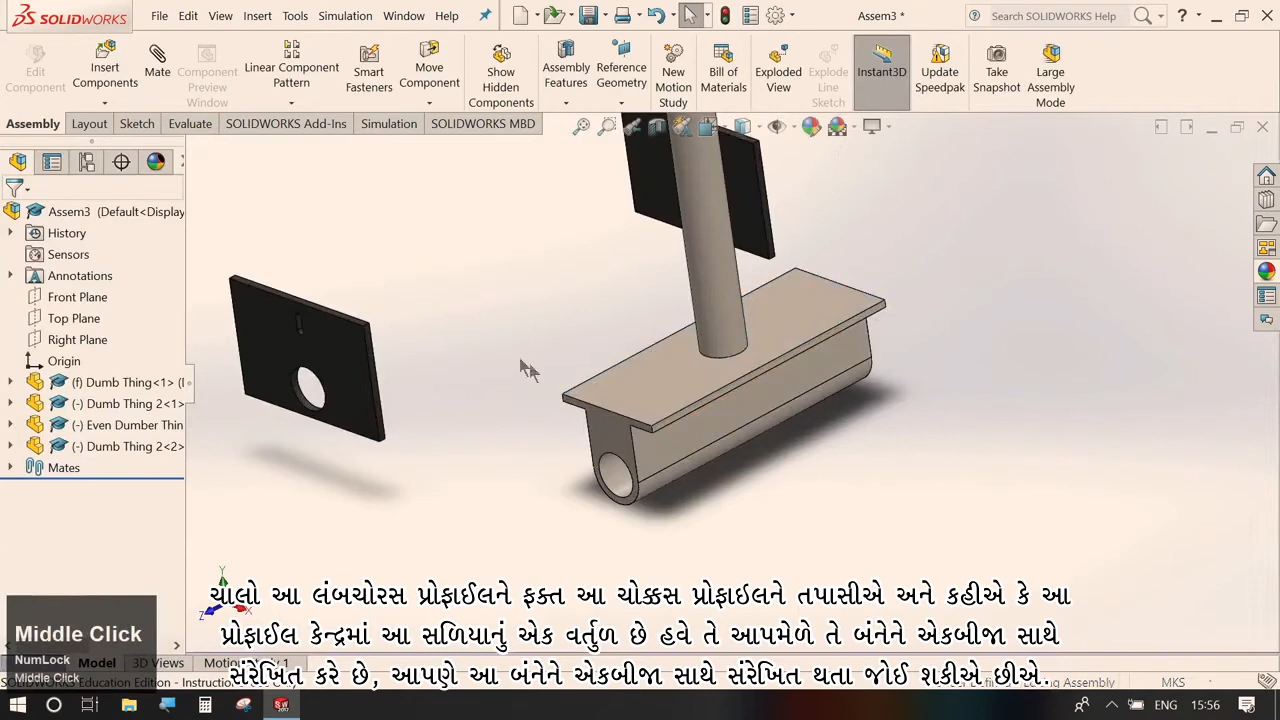 SOLIDWORKS
File
Edit
View
Insert
Tools
Simulation
Window
Help
Assem3 *
Search SOLIDWORKS Help
Edit Component
Insert Components
Mate
Component Preview Window
Linear Component Pattern
Smart Fasteners
Move Component
Show Hidden Components
Assembly Features
Reference Geometry
New Motion Study
Bill of Materials
Exploded View
Explode Line Sketch
Instant3D
Update Speedpak
Take Snapshot
Large Assembly Mode
Assembly
Layout
Sketch
Evaluate
SOLIDWORKS Add-Ins
Simulation
SOLIDWORKS MBD
Assem3 (Default<Display
History
Sensors
Annotations
Front Plane
Top Plane
Right Plane
Origin
(f) Dumb Thing<1>
(-) Dumb Thing 2<1>
(-) Even Dumber Thin
(-) Dumb Thing 2<2>
Mates
ચાલો આ લંબચોરસ પ્રોફાઈલને ફક્ત આ ચોક્કસ પ્રોફાઇલને તપાસીએ અને કહીએ કે આ
પ્રોફાઈલ કેન્દ્રમાં આ સળિયાનું એક વર્તુળ છે હવે તે આપમેળે તે બંનેને એકબીજા સાથે
સંરેખિત કરે છે, આપણે આ બંનેને એકબીજા સાથે સંરેખિત થતા જોઈ શકીએ છીએ.
Middle Click
NumLock
Middle Click
Model
3D Views
SOLIDWORKS Education Edition - Instruction
MKS
ENG
15:56